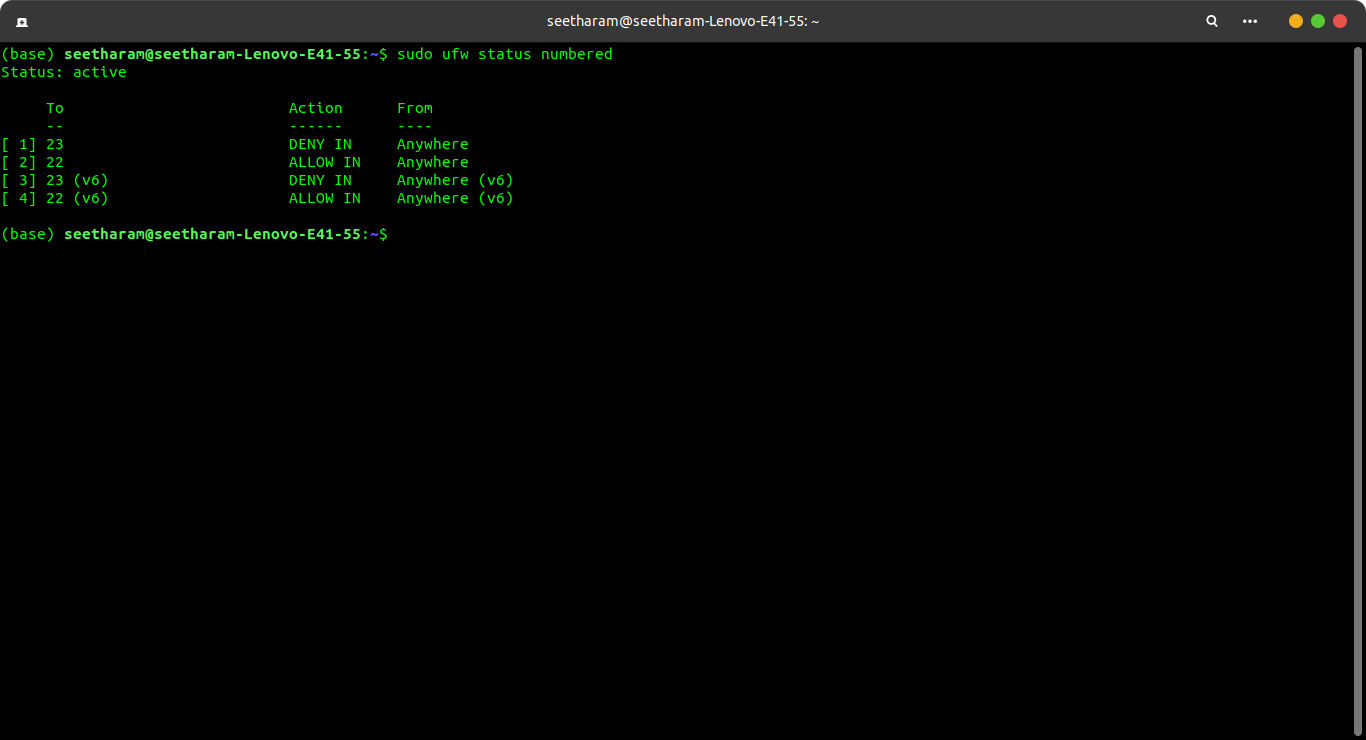 seetharam@seetharam-Lenovo-E41-55: ~
(base) seetharam@seetharam-Lenovo-E41-55:~$ sudo ufw status numbered
Status: active
     To                         Action      From
     --                         ------      ----
[ 1] 23                         DENY IN     Anywhere
[ 2] 22                         ALLOW IN    Anywhere
[ 3] 23 (v6)                    DENY IN     Anywhere (v6)
[ 4] 22 (v6)                    ALLOW IN    Anywhere (v6)
(base) seetharam@seetharam-Lenovo-E41-55:~$